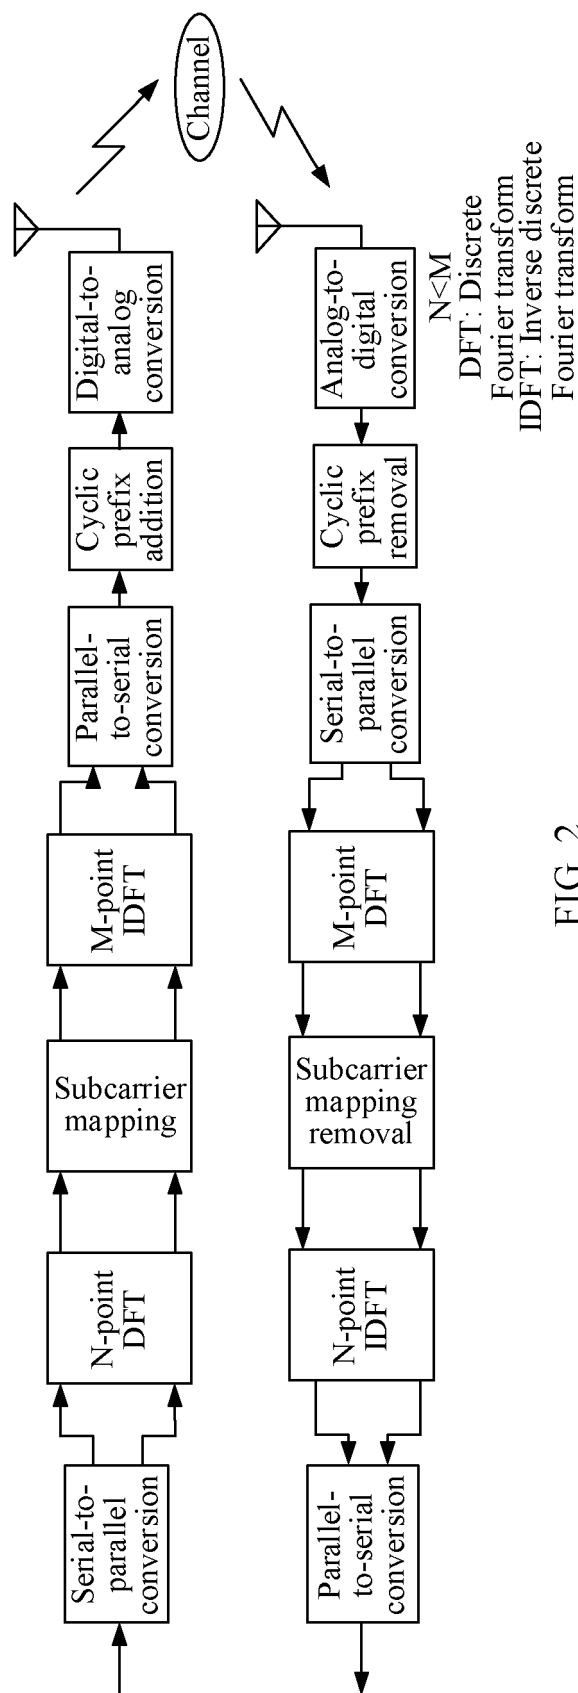 Serial-to-
parallel
conversion
N-point
DFT
Subcarrier
mapping
M-point
IDFT
Parallel-
to-serial
conversion
Cyclic
prefix
addition
Digital-to-
analog
conversion
Channel
Analog-to-
digital
conversion
Cyclic
prefix
removal
Serial-to-
parallel
conversion
M-point
DFT
Subcarrier
mapping
removal
N-point
IDFT
Parallel-
to-serial
conversion
N<M
DFT: Discrete
Fourier transform
IDFT: Inverse discrete
Fourier transform
FIG. 2